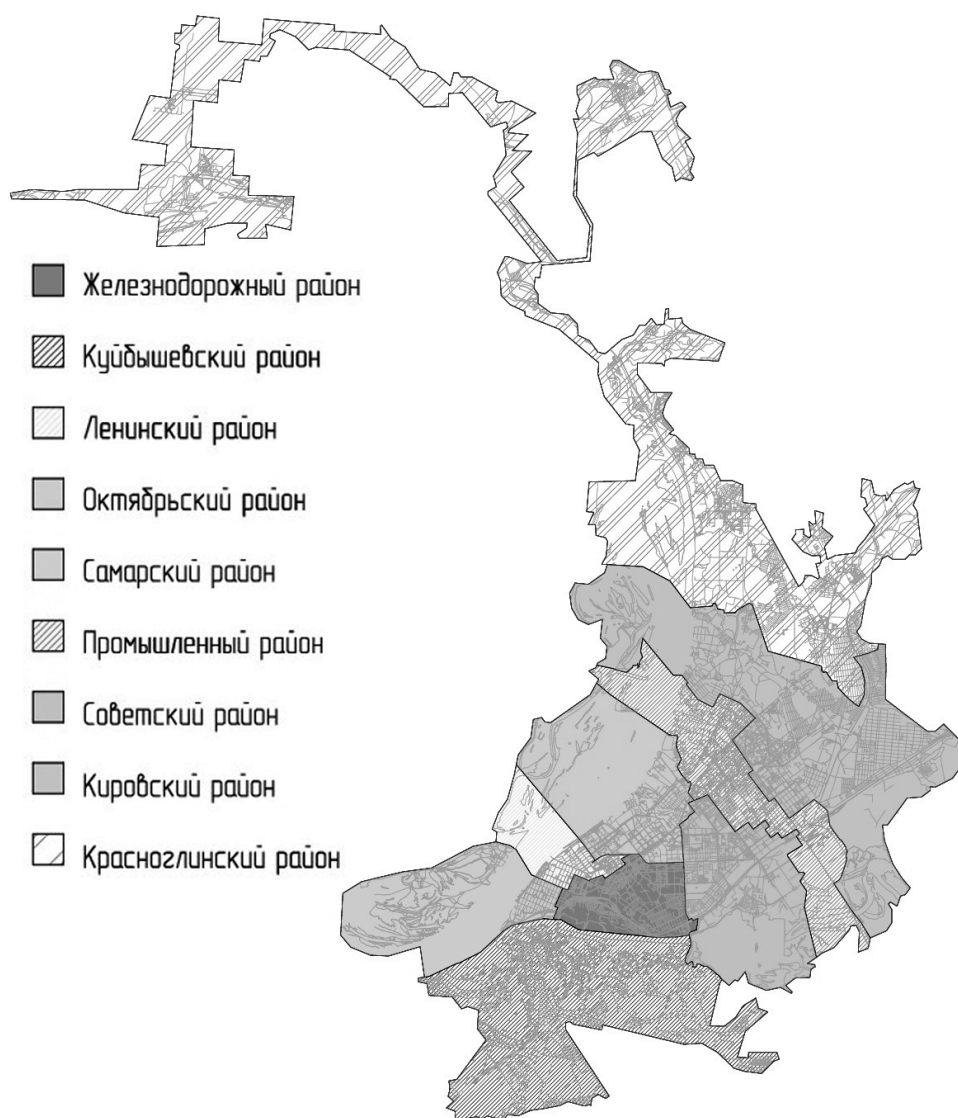 Железнодорожный район
Куйбышевский район
Ленинский район
Октябрьский район
Самарский район
Промышленный район
Советский район
Кировский район
Красноглинский район